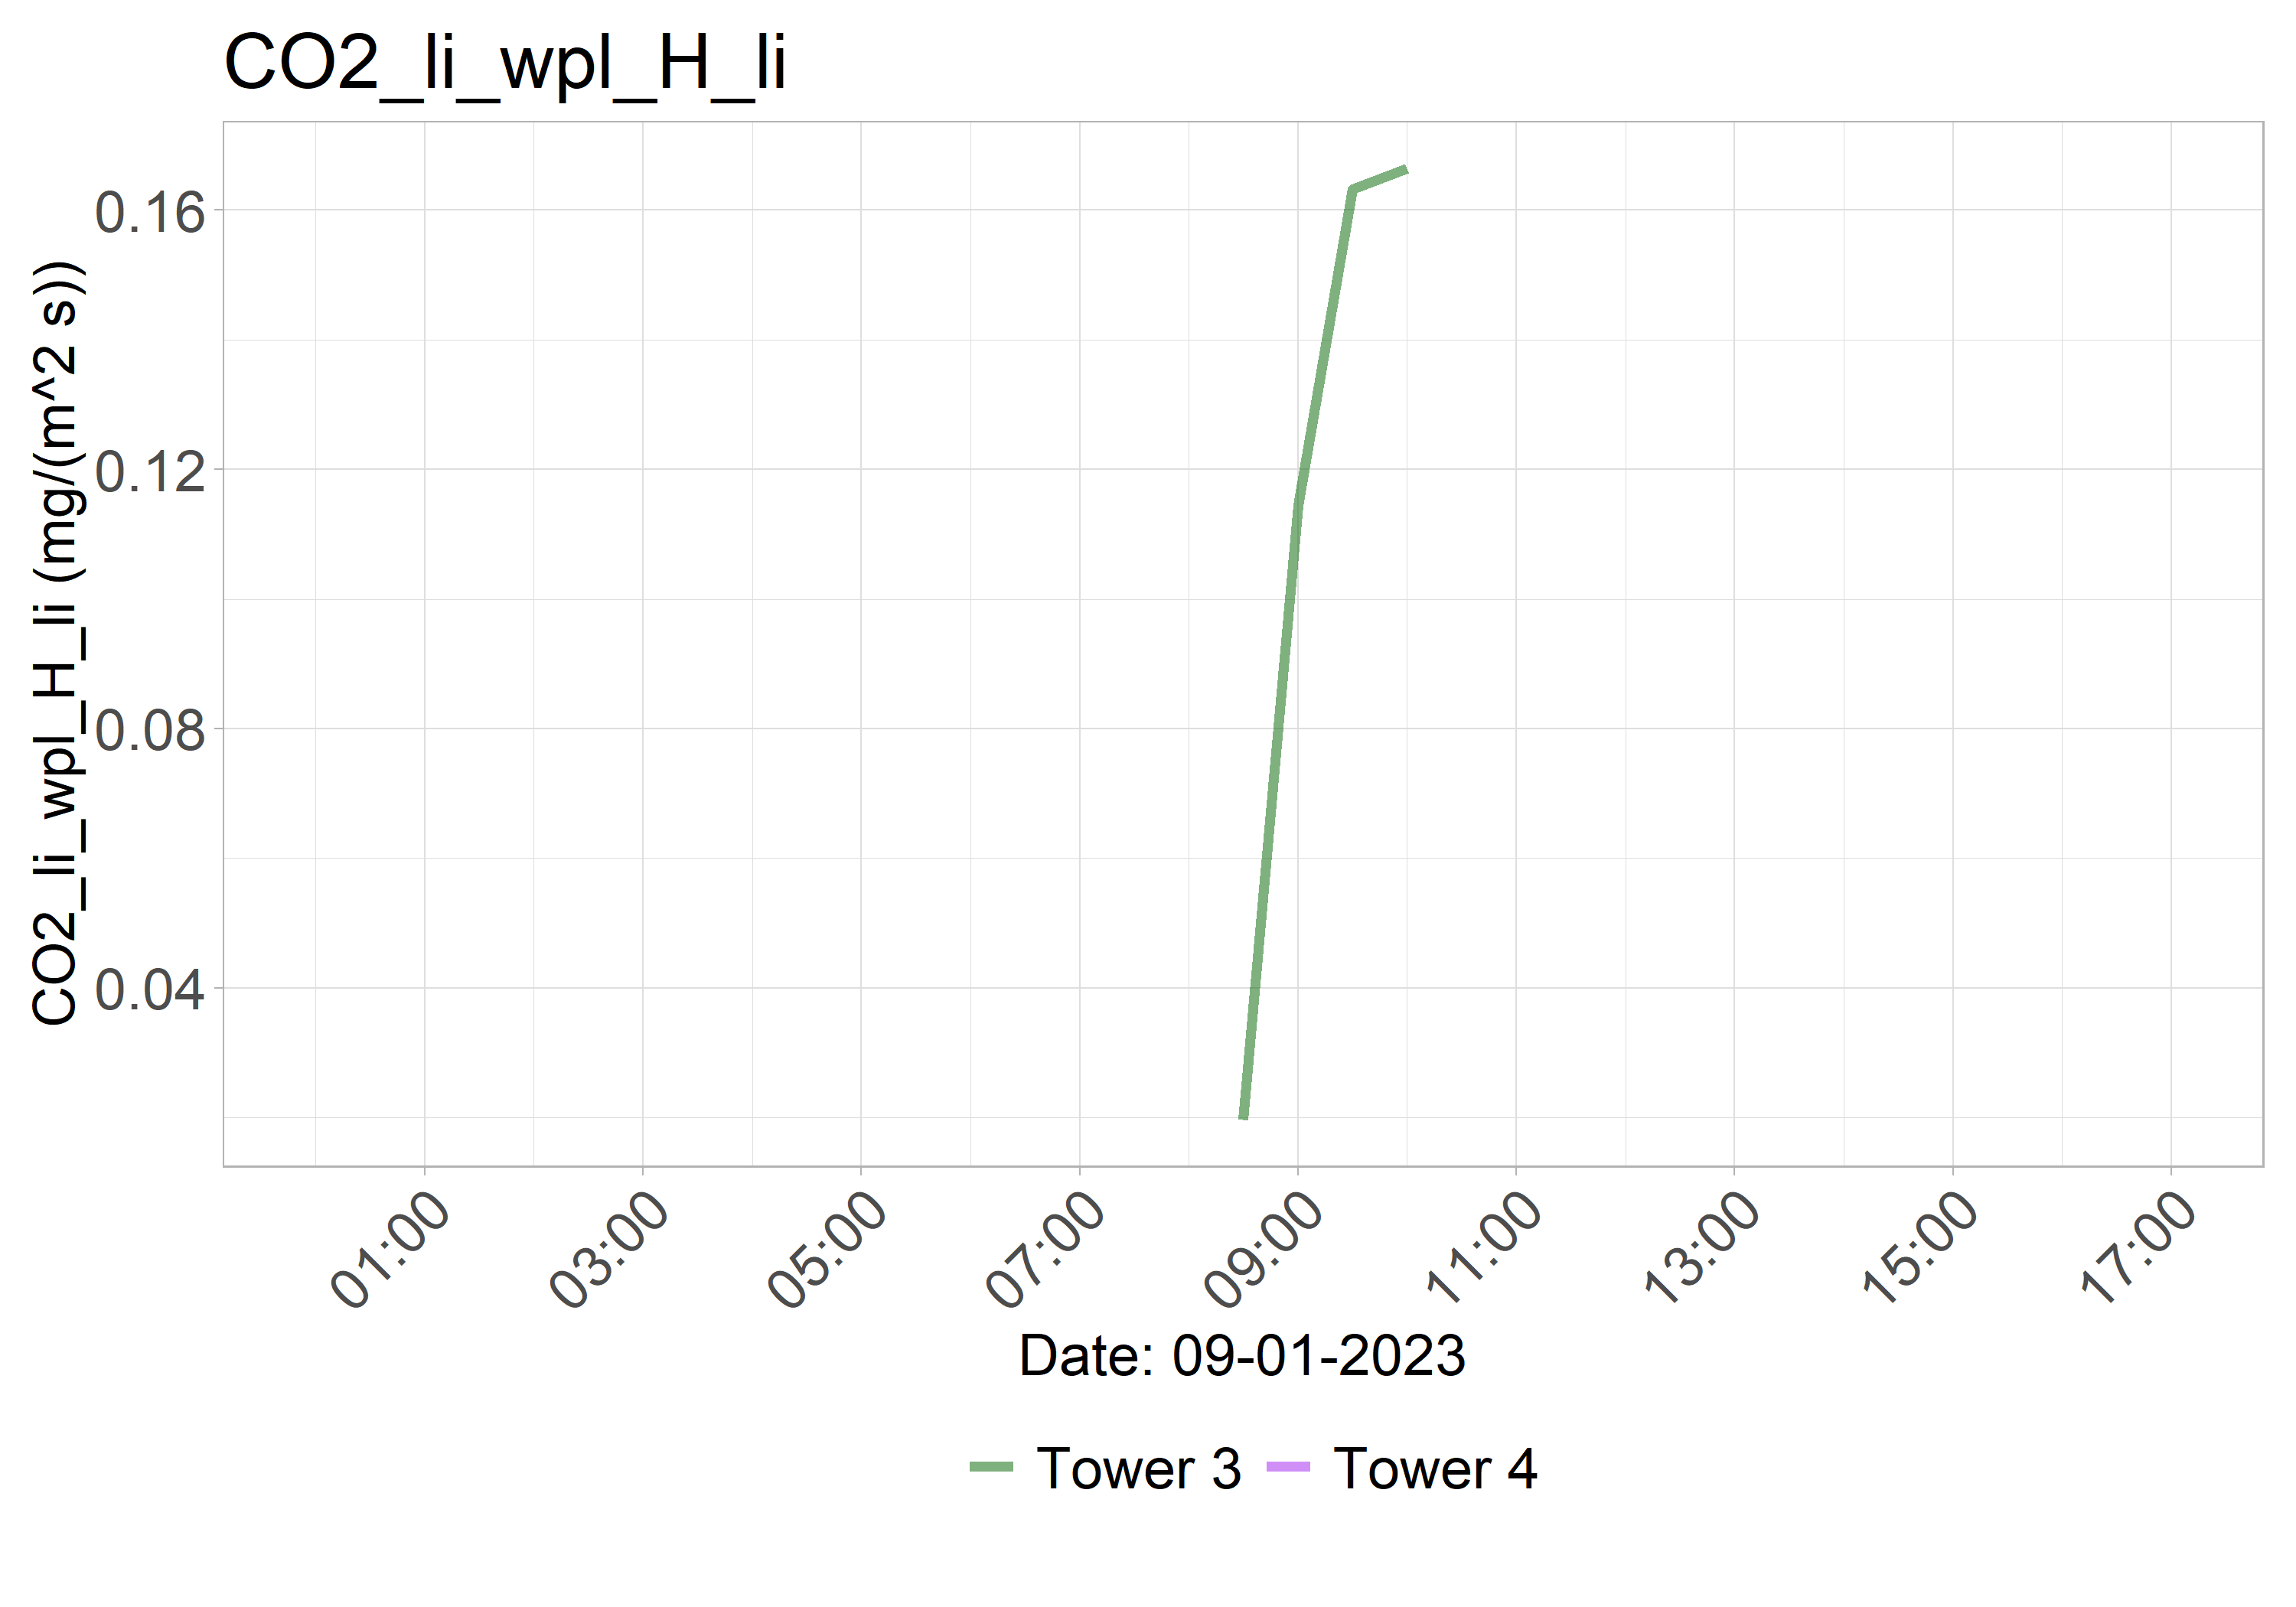 CO2_li_wpl_H_li
CO2_li_wpl_H_li (mg/(m^2 s))
0.16
0.12
0.08
0.04
01:00
03:00
05:00
07:00
09:00
11:00
13:00
15:00
17:00
Date: 09-01-2023
Tower 3
Tower 4